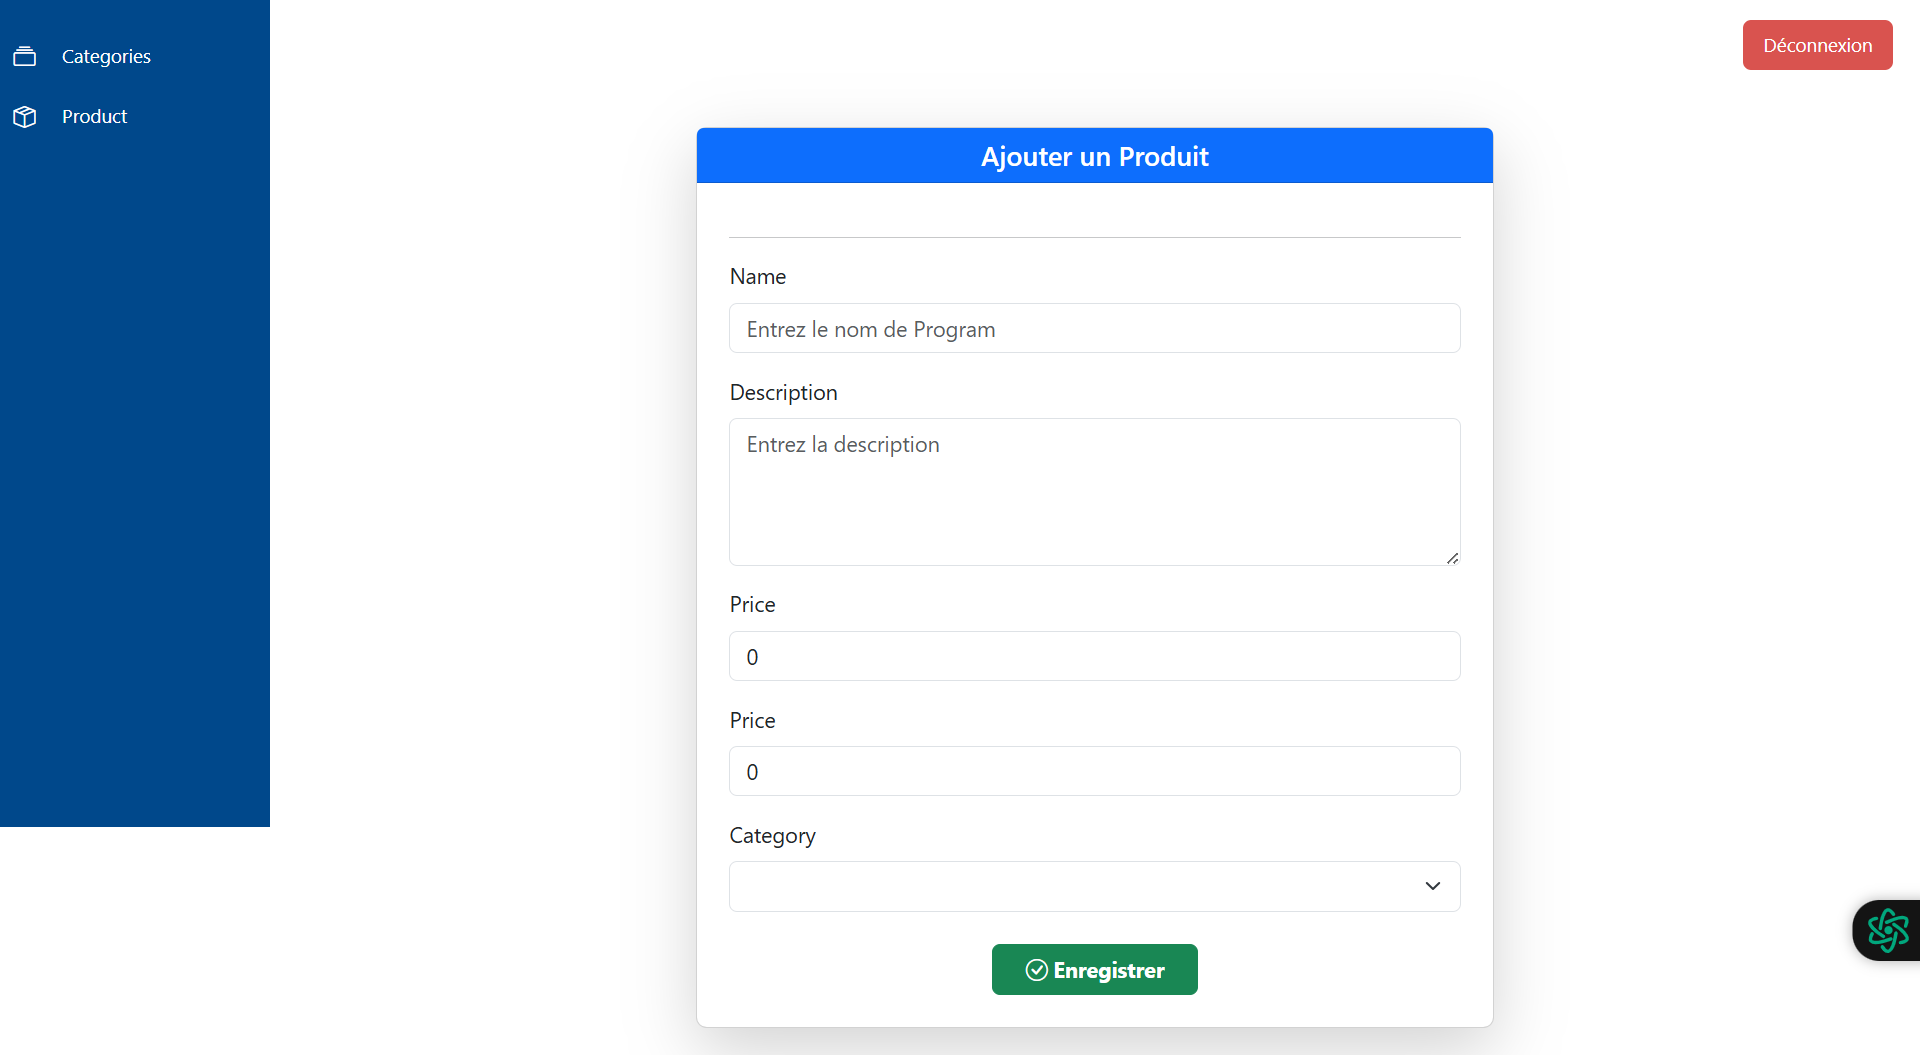 Categories
Product
Déconnexion
Ajouter un Produit
Name
Entrez le nom de Program
Description
Entrez la description
Price
0
Price
0
Category
Enregistrer